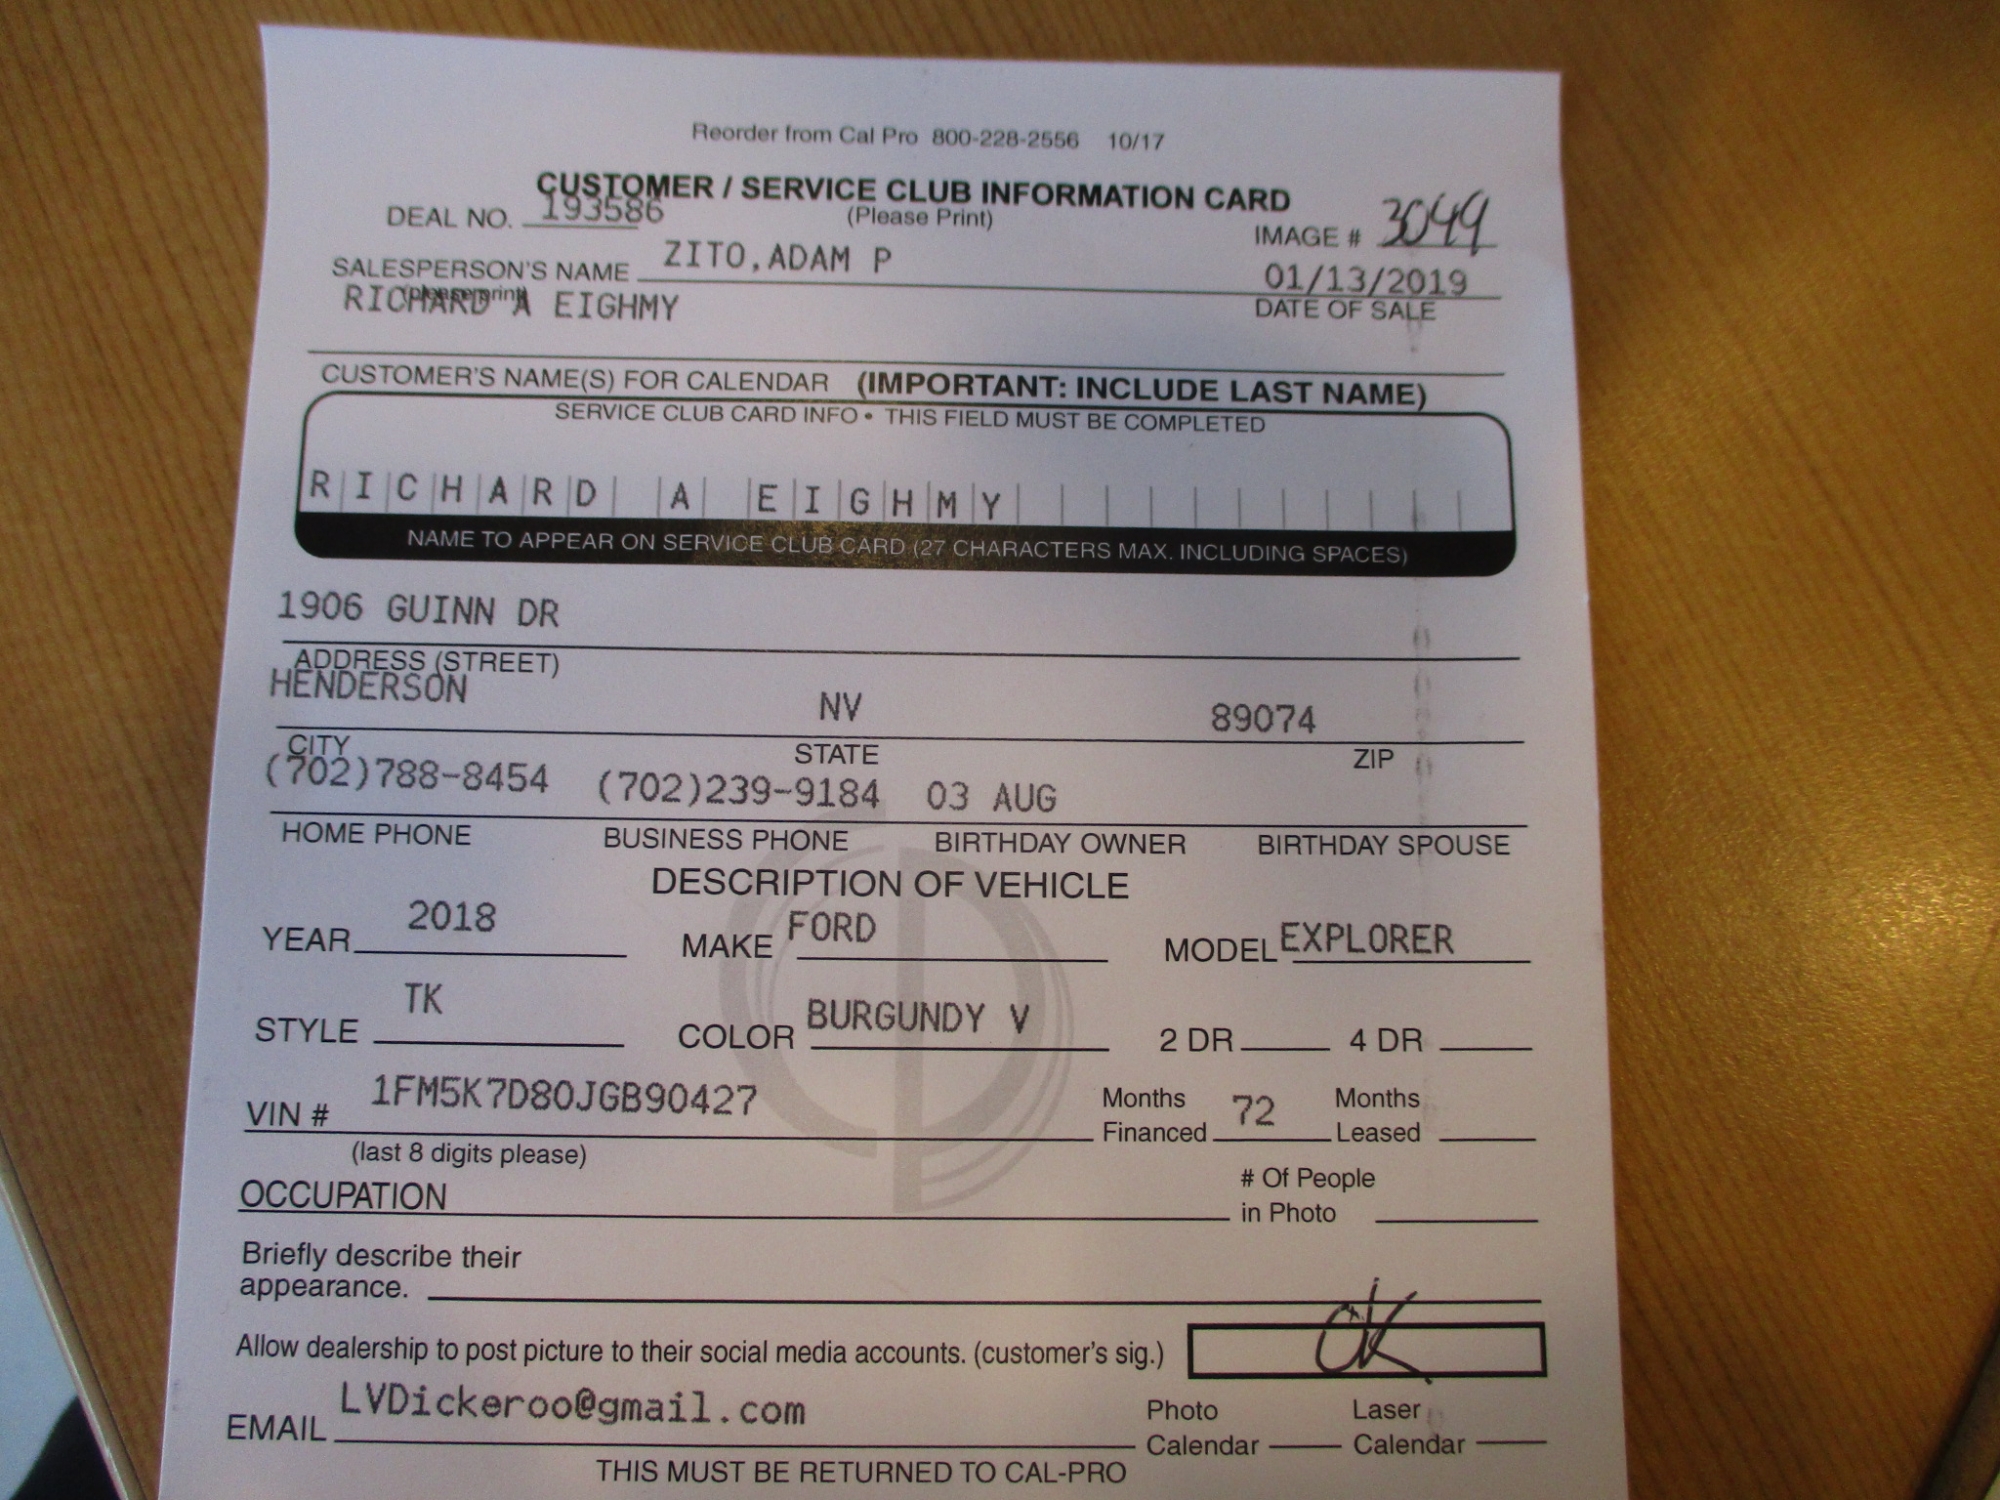 Reorder from Cal Pro 800-228-2556 10/17
CUSTOMER / SERVICE CLUB INFORMATION CARD
DEAL NO. 193586 (Please Print) IMAGE # 3049
SALESPERSON'S NAME ZITO, ADAM P 01/13/2019
(please print) DATE OF SALE
RICHARD A EIGHMY
CUSTOMER'S NAME(S) FOR CALENDAR (IMPORTANT: INCLUDE LAST NAME)
SERVICE CLUB CARD INFO • THIS FIELD MUST BE COMPLETED
RICHARD A EIGHMY
NAME TO APPEAR ON SERVICE CLUB CARD (27 CHARACTERS MAX. INCLUDING SPACES)
1906 GUINN DR
ADDRESS (STREET)
HENDERSON NV 89074
CITY STATE ZIP
(702)788-8454 (702)239-9184 03 AUG
HOME PHONE BUSINESS PHONE BIRTHDAY OWNER BIRTHDAY SPOUSE
DESCRIPTION OF VEHICLE
YEAR 2018 MAKE FORD MODEL EXPLORER
STYLE TK COLOR BURGUNDY V 2 DR 4 DR
VIN # 1FM5K7D80JGB90427 Months Financed 72 Months Leased
(last 8 digits please)
OCCUPATION # Of People in Photo
Briefly describe their
appearance.
Allow dealership to post picture to their social media accounts. (customer's sig.) OK
EMAIL LVDickeroo@gmail.com Photo Calendar Laser Calendar
THIS MUST BE RETURNED TO CAL-PRO